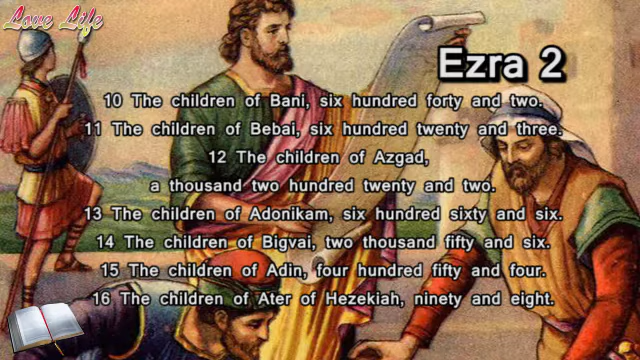 Love Life
Ezra 2
10 The children of Bani, six hundred forty and two.
11 The children of Bebai, six hundred twenty and three.
12 The children of Azgad,
a thousand two hundred twenty and two.
13 The children of Adonikam, six hundred sixty and six.
14 The children of Bigvai, two thousand fifty and six.
15 The children of Adin, four hundred fifty and four.
16 The children of Ater of Hezekiah, ninety and eight.